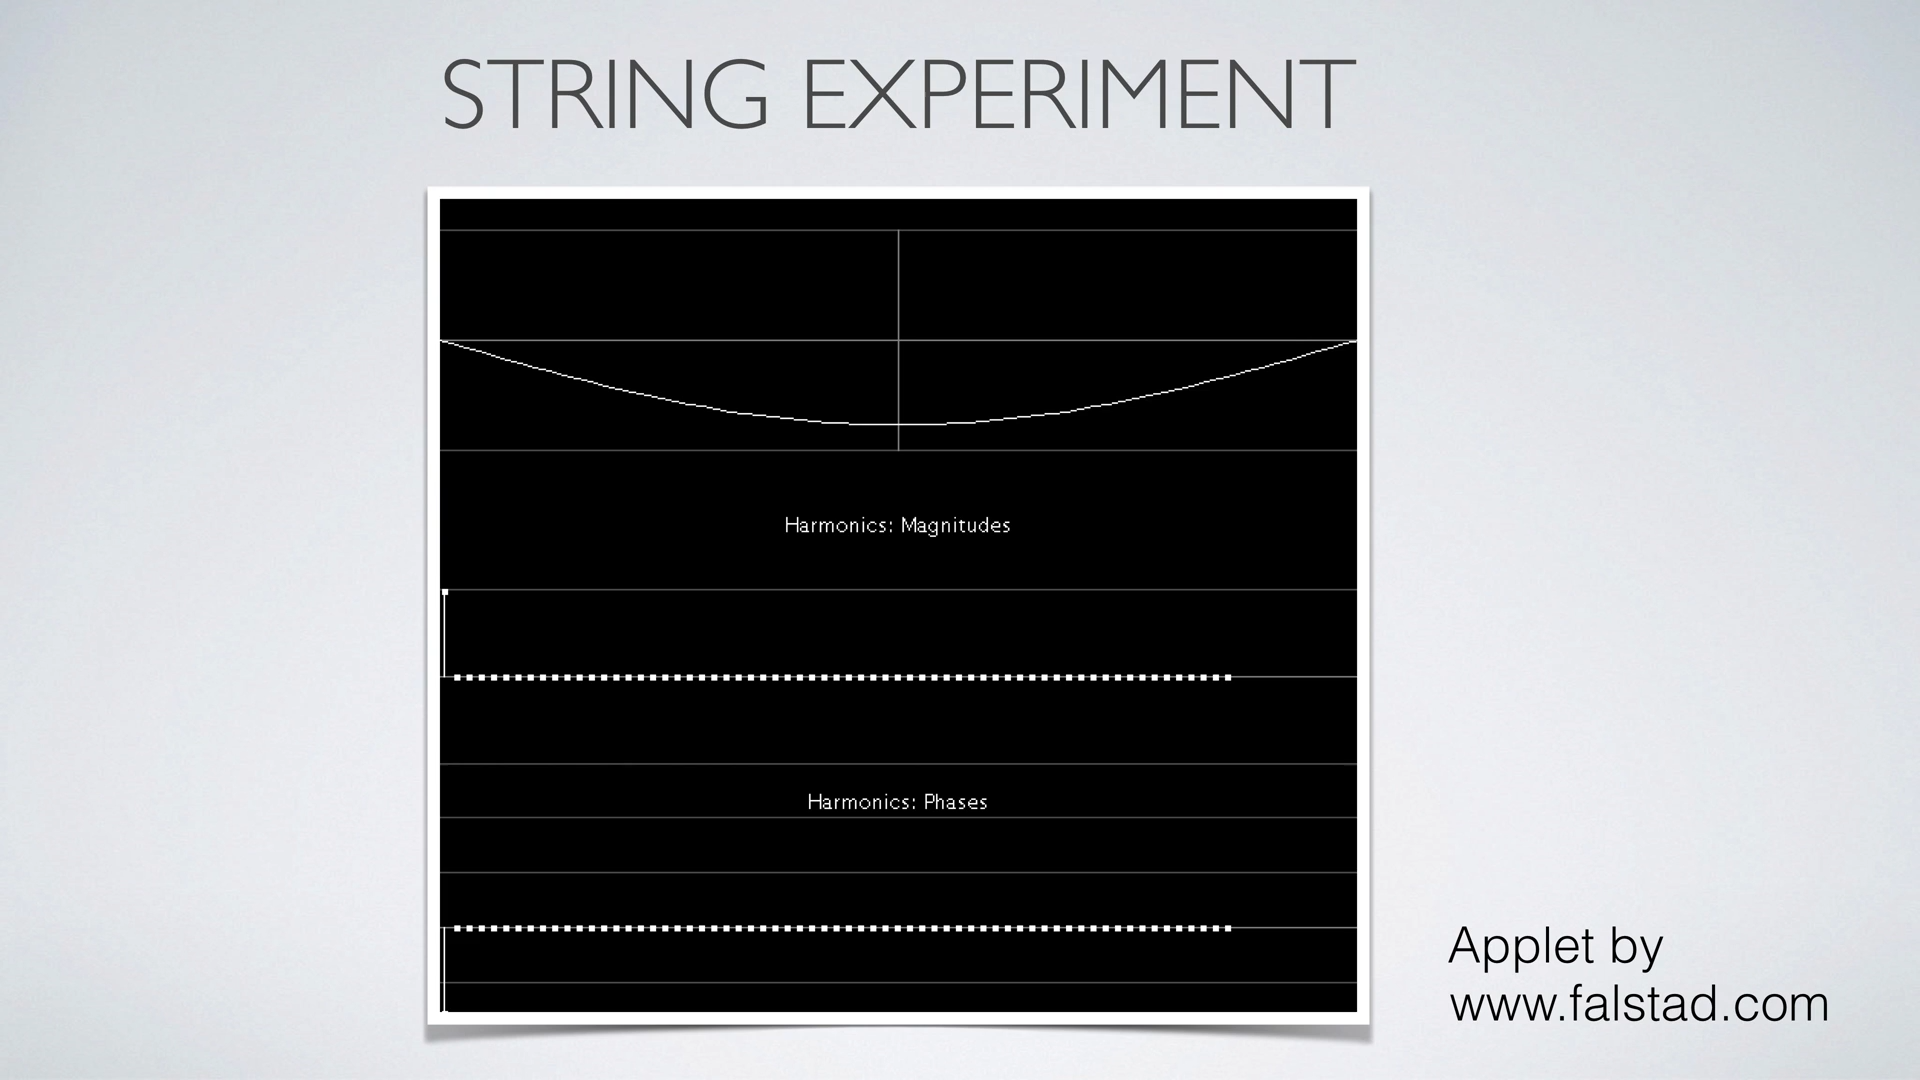 STRING EXPERIMENT
Harmonics: Magnitudes
Harmonics: Phases
Applet by
www.falstad.com